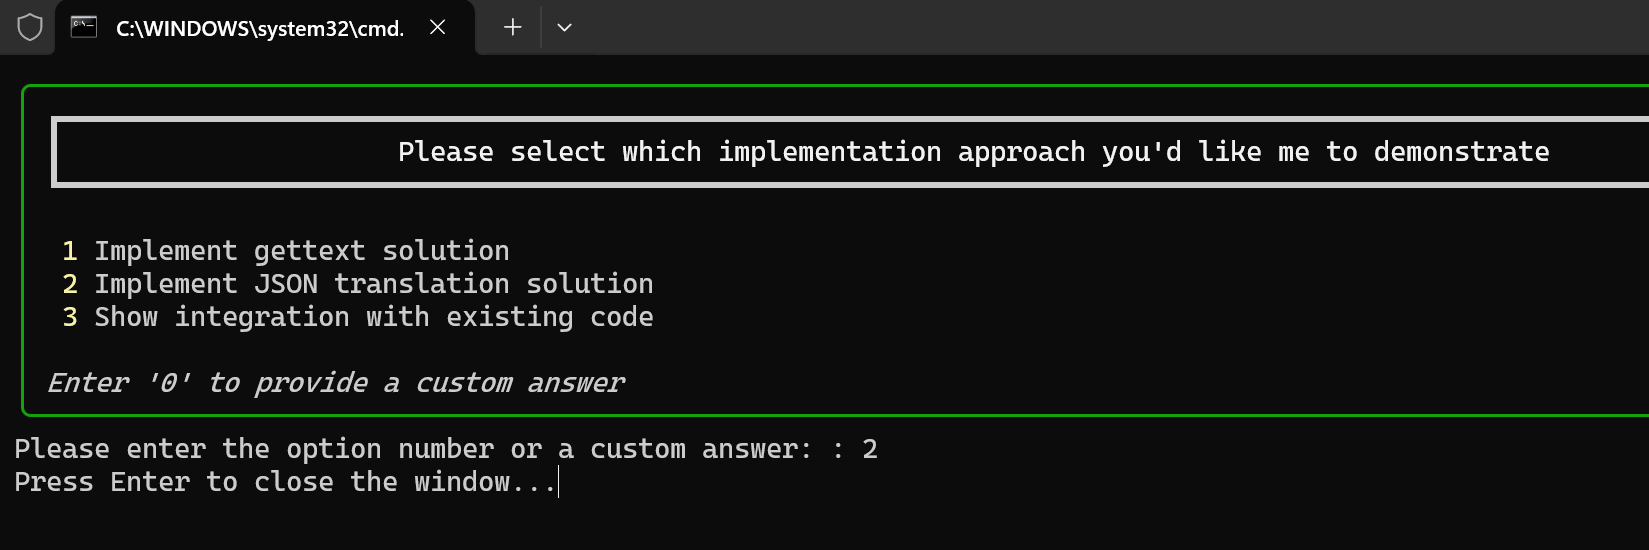 C:\WINDOWS\system32\cmd.
Please select which implementation approach you'd like me to demonstrate
1 Implement gettext solution
2 Implement JSON translation solution
3 Show integration with existing code
Enter '0' to provide a custom answer
Please enter the option number or a custom answer: : 2
Press Enter to close the window...